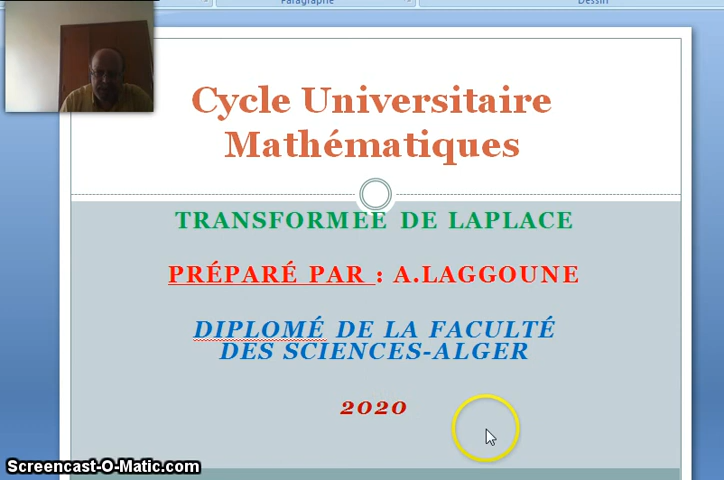 Paragraphe
Dessin
Cycle Universitaire
Mathématiques
TRANSFORMEE DE LAPLACE
PRÉPARÉ PAR : A.LAGGOUNE
DIPLOMÉ DE LA FACULTÉ
DES SCIENCES-ALGER
2020
Screencast-O-Matic.com